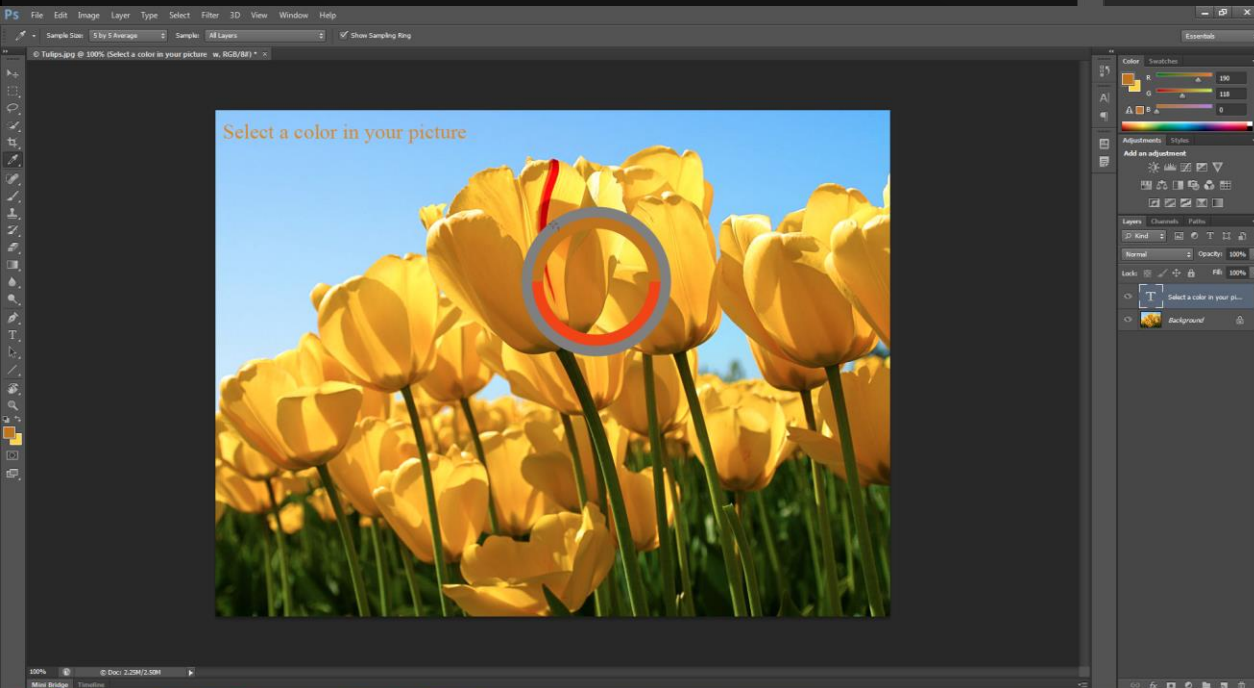 Ps File Edit Image Layer Type Select Filter 3D View Window Help
Sample Size: 5 by 5 Average Sample: All Layers Show Sampling Ring Essentials
© Tulips.jpg @ 100% (Select a color in your picture w, RGB/8#) * ×
Color Swatches
R 190
G 118
B 0
Adjustments Styles
Add an adjustment
Select a color in your picture
Layers Channels Paths
Kind
Normal Opacity: 100%
Lock: Fill: 100%
T Select a color in your pi...
Background
100% © Doc: 2.25M/2.50M
Mini Bridge Timeline